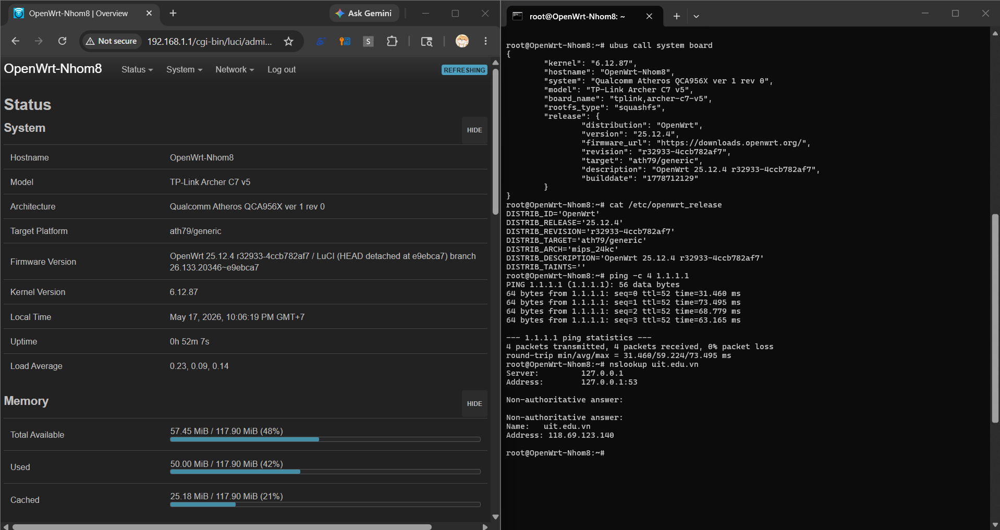 OpenWrt-Nhom8 | Overview
Ask Gemini
Not secure
192.168.1.1/cgi-bin/luci/admi...
S
OpenWrt-Nhom8
Status
System
Network
Log out
REFRESHING
Status
System
HIDE
Hostname OpenWrt-Nhom8
Model TP-Link Archer C7 v5
Architecture Qualcomm Atheros QCA956X ver 1 rev 0
Target Platform ath79/generic
Firmware Version OpenWrt 25.12.4 r32933-4ccb782af7 / LuCI (HEAD detached at e9ebca7) branch
26.133.20346~e9ebca7
Kernel Version 6.12.87
Local Time May 17, 2026, 10:06:19 PM GMT+7
Uptime 0h 52m 7s
Load Average 0.23, 0.09, 0.14
Memory
HIDE
Total Available 57.45 MiB / 117.90 MiB (48%)
Used 50.00 MiB / 117.90 MiB (42%)
Cached 25.18 MiB / 117.90 MiB (21%)
root@OpenWrt-Nhom8: ~
root@OpenWrt-Nhom8:~# ubus call system board
{
"kernel": "6.12.87",
"hostname": "OpenWrt-Nhom8",
"system": "Qualcomm Atheros QCA956X ver 1 rev 0",
"model": "TP-Link Archer C7 v5",
"board_name": "tplink,archer-c7-v5",
"rootfs_type": "squashfs",
"release": {
"distribution": "OpenWrt",
"version": "25.12.4",
"firmware_url": "https://downloads.openwrt.org/",
"revision": "r32933-4ccb782af7",
"target": "ath79/generic",
"description": "OpenWrt 25.12.4 r32933-4ccb782af7",
"builddate": "1778712129"
}
}
root@OpenWrt-Nhom8:~# cat /etc/openwrt_release
DISTRIB_ID='OpenWrt'
DISTRIB_RELEASE='25.12.4'
DISTRIB_REVISION='r32933-4ccb782af7'
DISTRIB_TARGET='ath79/generic'
DISTRIB_ARCH='mips_24kc'
DISTRIB_DESCRIPTION='OpenWrt 25.12.4 r32933-4ccb782af7'
DISTRIB_TAINTS=''
root@OpenWrt-Nhom8:~# ping -c 4 1.1.1.1
PING 1.1.1.1 (1.1.1.1): 56 data bytes
64 bytes from 1.1.1.1: seq=0 ttl=52 time=31.460 ms
64 bytes from 1.1.1.1: seq=1 ttl=52 time=73.495 ms
64 bytes from 1.1.1.1: seq=2 ttl=52 time=68.779 ms
64 bytes from 1.1.1.1: seq=3 ttl=52 time=63.165 ms
--- 1.1.1.1 ping statistics ---
4 packets transmitted, 4 packets received, 0% packet loss
round-trip min/avg/max = 31.460/59.224/73.495 ms
root@OpenWrt-Nhom8:~# nslookup uit.edu.vn
Server: 127.0.0.1
Address: 127.0.0.1:53
Non-authoritative answer:
Non-authoritative answer:
Name: uit.edu.vn
Address: 118.69.123.140
root@OpenWrt-Nhom8:~#